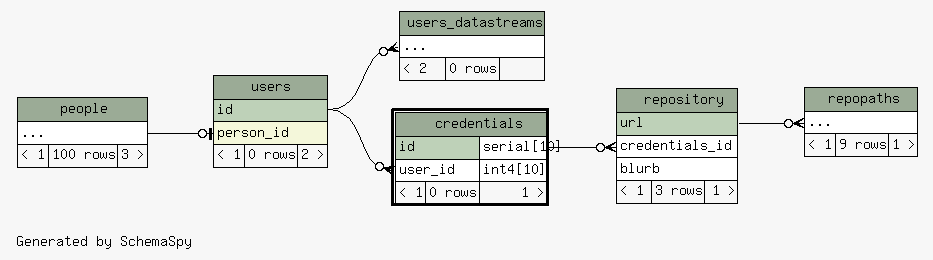 users_datastreams
...
< 2 0 rows
users
id
person_id
< 1 0 rows 2 >
people
...
< 1 100 rows 3 >
credentials
id serial[10]
user_id int4[10]
< 1 0 rows 1 >
repository
url
credentials_id
blurb
< 1 3 rows 1 >
repopaths
...
< 1 9 rows 1 >
Generated by SchemaSpy